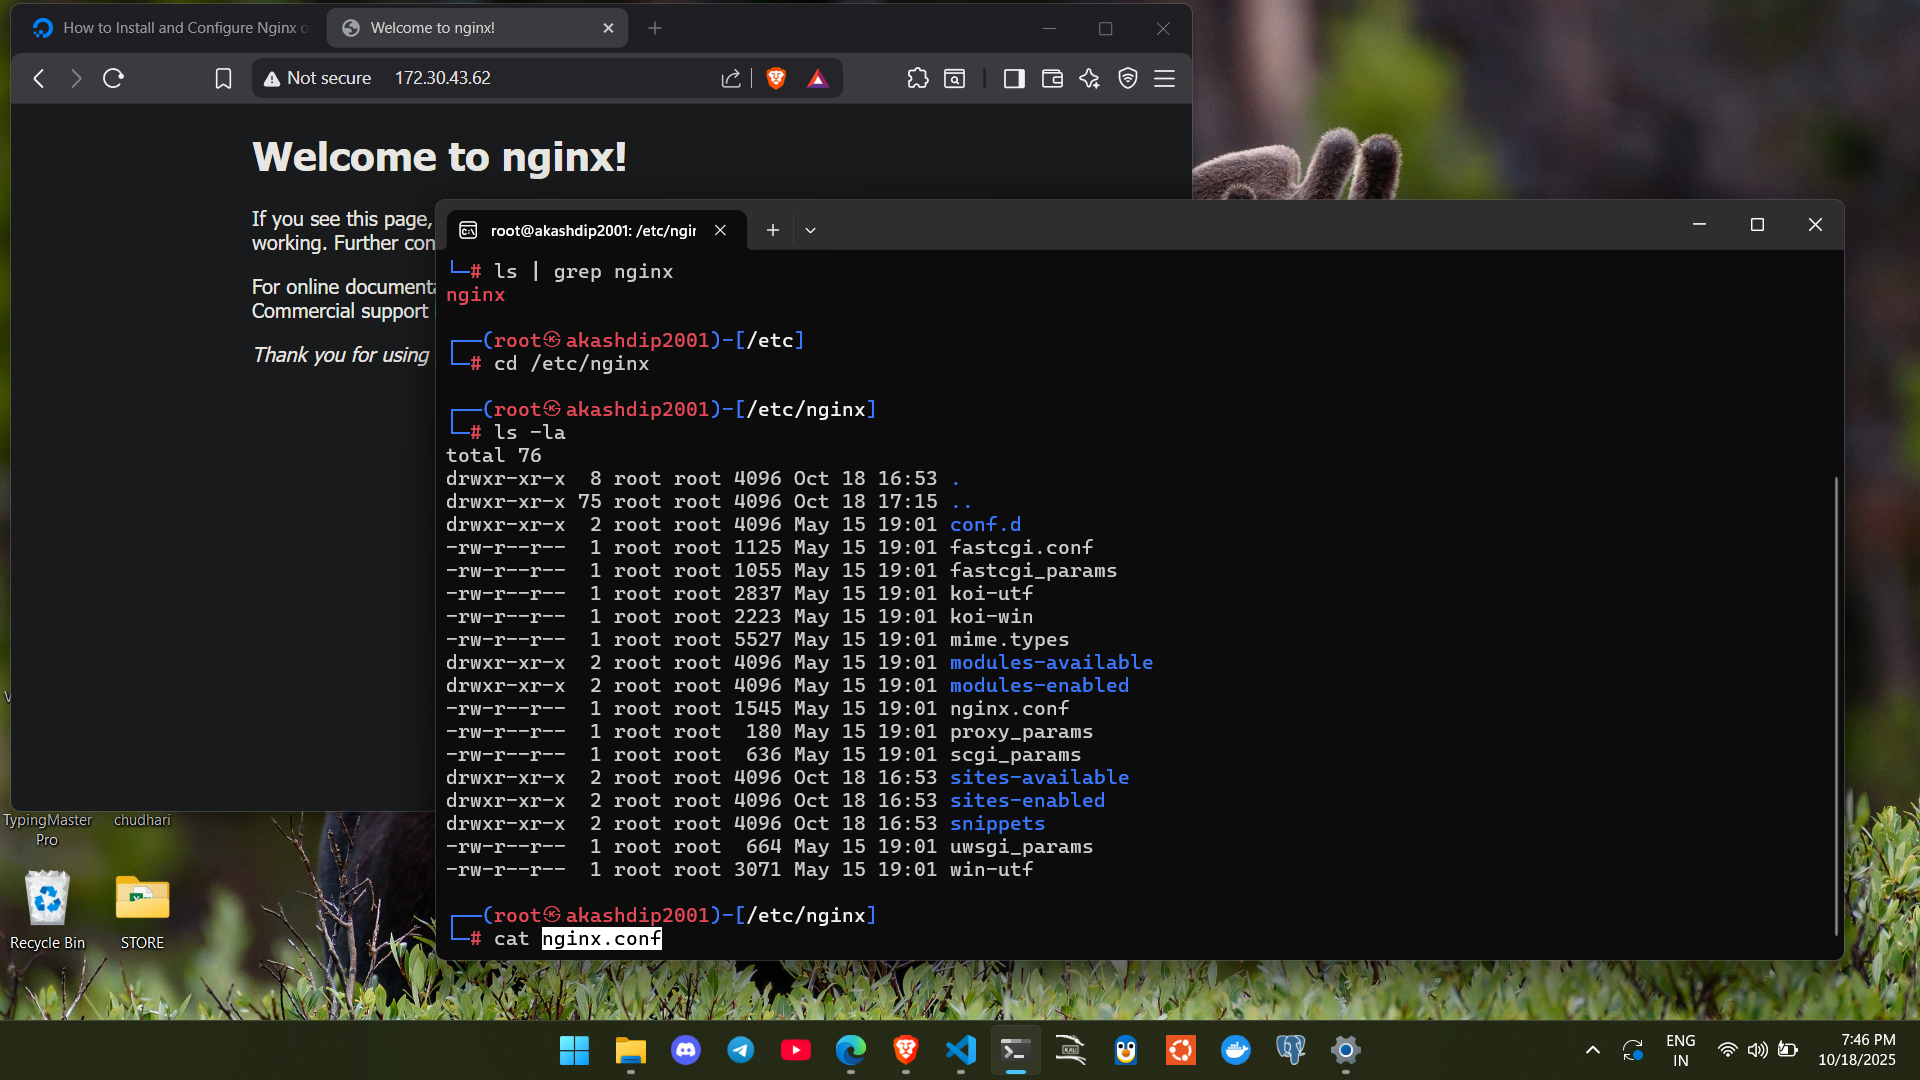 How to Install and Configure Nginx o
Welcome to nginx!
Not secure 172.30.43.62
Welcome to nginx!
If you see this page,
working. Further con
For online documenta
Commercial support
Thank you for using
root@akashdip2001: /etc/ngir
└─# ls | grep nginx
nginx
┌──(root㉿akashdip2001)-[/etc]
└─# cd /etc/nginx
┌──(root㉿akashdip2001)-[/etc/nginx]
└─# ls -la
total 76
drwxr-xr-x  8 root root 4096 Oct 18 16:53 .
drwxr-xr-x 75 root root 4096 Oct 18 17:15 ..
drwxr-xr-x  2 root root 4096 May 15 19:01 conf.d
-rw-r--r--  1 root root 1125 May 15 19:01 fastcgi.conf
-rw-r--r--  1 root root 1055 May 15 19:01 fastcgi_params
-rw-r--r--  1 root root 2837 May 15 19:01 koi-utf
-rw-r--r--  1 root root 2223 May 15 19:01 koi-win
-rw-r--r--  1 root root 5527 May 15 19:01 mime.types
drwxr-xr-x  2 root root 4096 May 15 19:01 modules-available
drwxr-xr-x  2 root root 4096 May 15 19:01 modules-enabled
-rw-r--r--  1 root root 1545 May 15 19:01 nginx.conf
-rw-r--r--  1 root root  180 May 15 19:01 proxy_params
-rw-r--r--  1 root root  636 May 15 19:01 scgi_params
drwxr-xr-x  2 root root 4096 Oct 18 16:53 sites-available
drwxr-xr-x  2 root root 4096 Oct 18 16:53 sites-enabled
drwxr-xr-x  2 root root 4096 Oct 18 16:53 snippets
-rw-r--r--  1 root root  664 May 15 19:01 uwsgi_params
-rw-r--r--  1 root root 3071 May 15 19:01 win-utf
┌──(root㉿akashdip2001)-[/etc/nginx]
└─# cat nginx.conf
TypingMaster
Pro
chudhari
Recycle Bin
STORE
ENG
IN
7:46 PM
10/18/2025